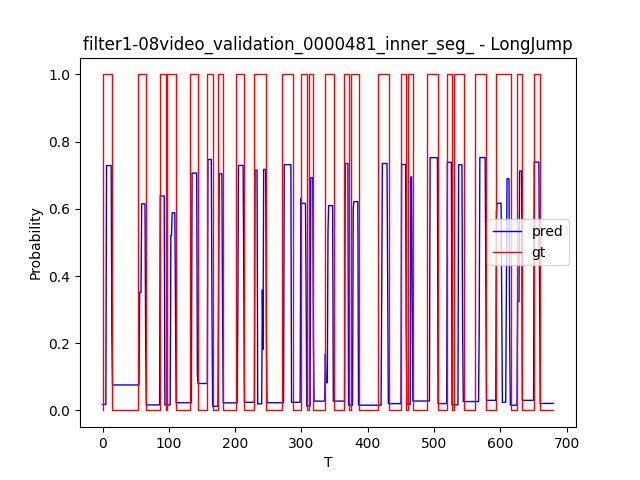 filter1-08video_validation_0000481_inner_seg_ - LongJump
1.0
0.8
0.6
0.4
0.2
0.0
Probability
pred
gt
0 100 200 300 400 500 600 700
T